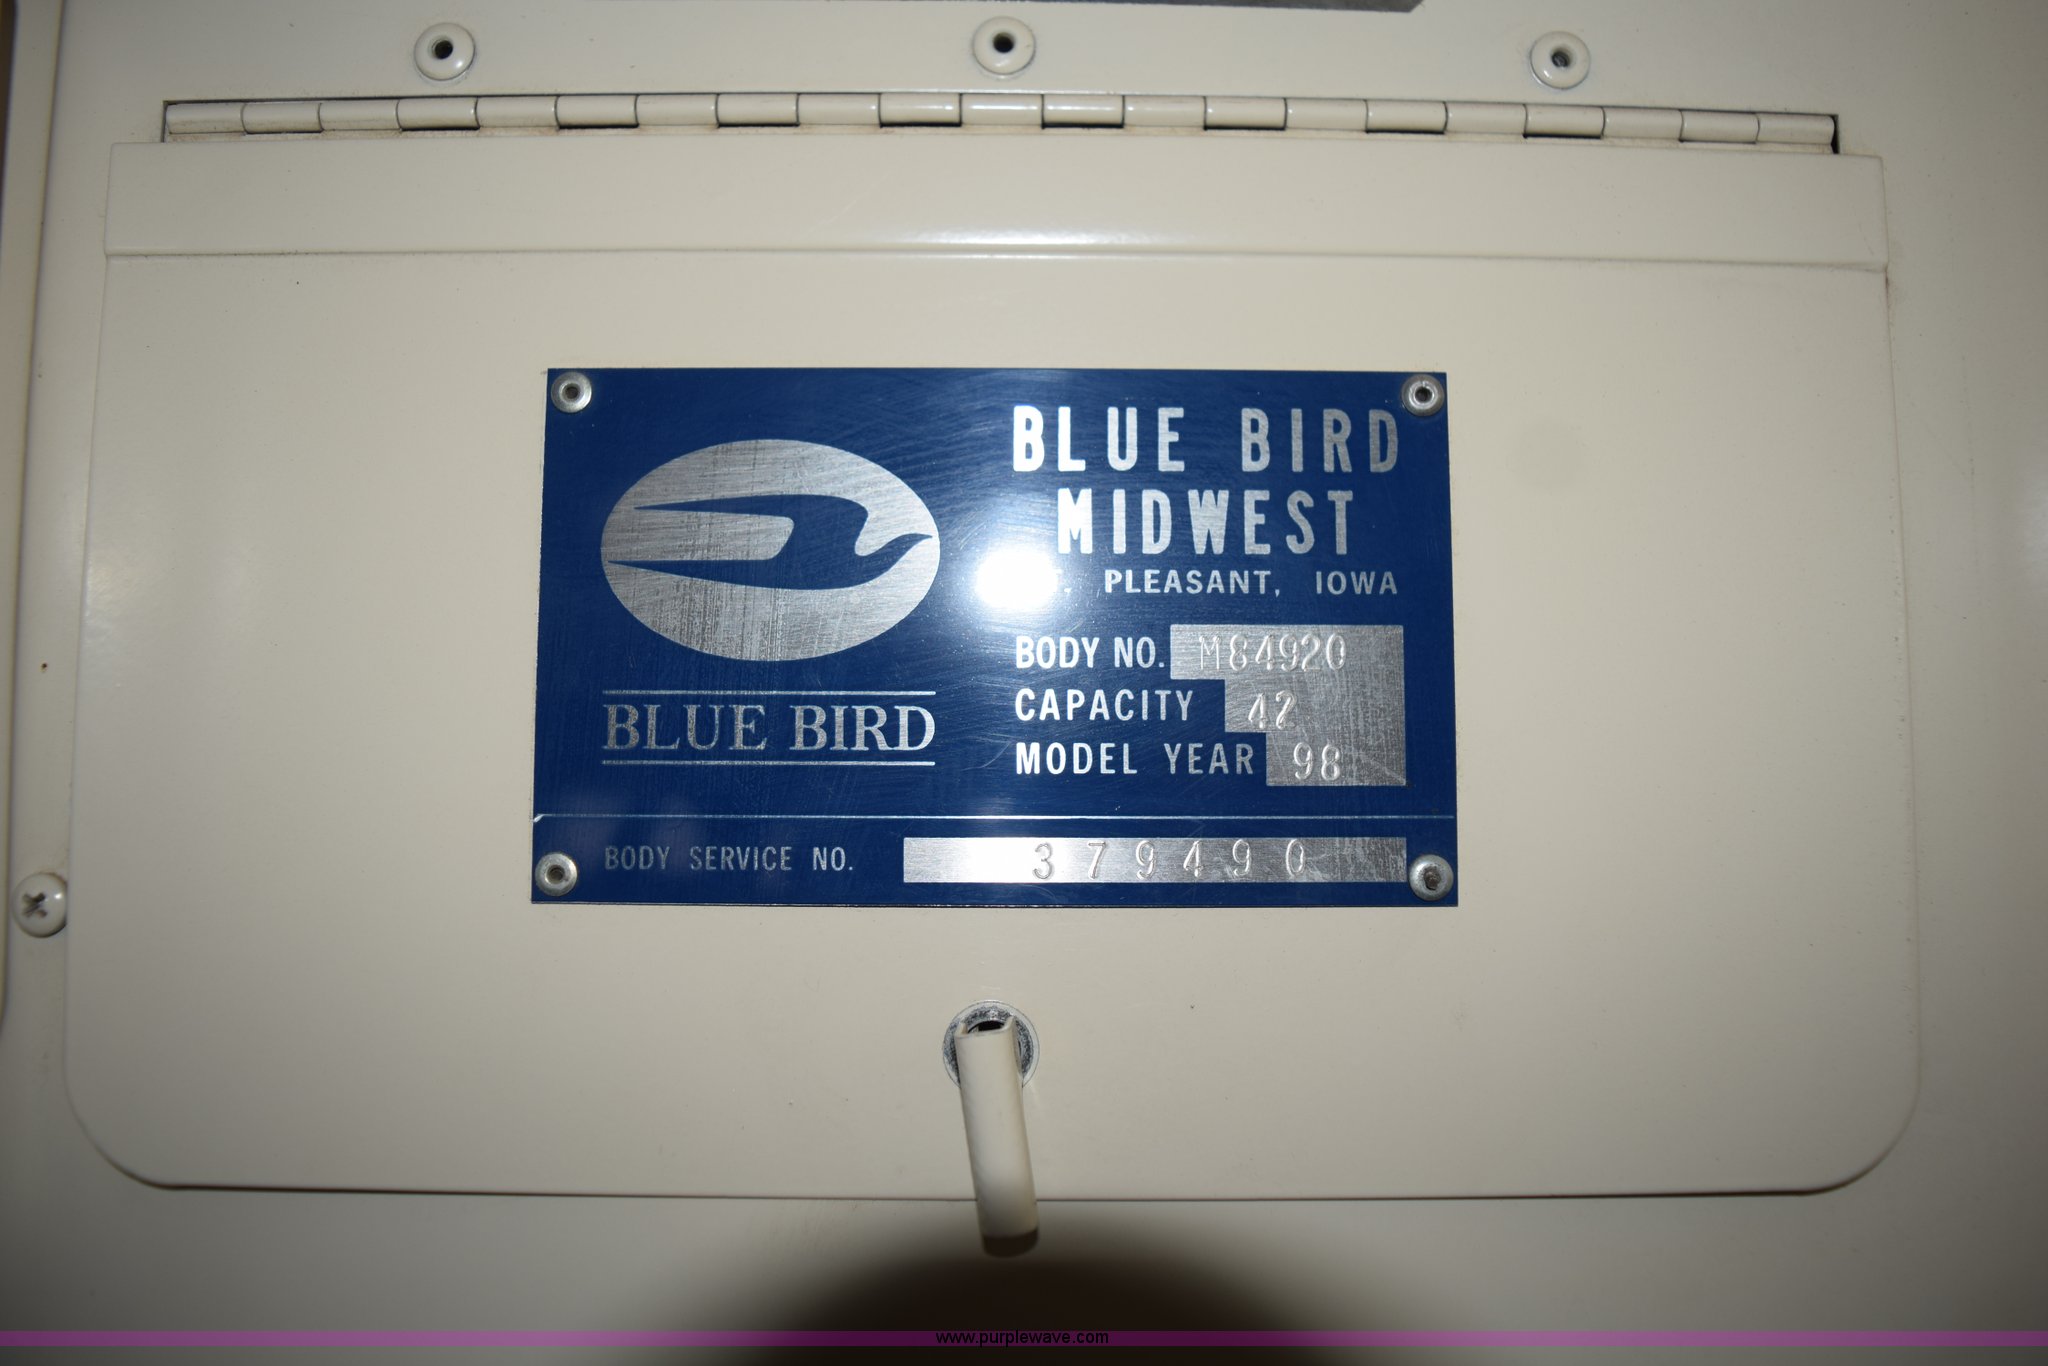 BLUE BIRD
MIDWEST
PLEASANT, IOWA
BODY NO. M84920
CAPACITY 42
MODEL YEAR 98
BLUE BIRD
BODY SERVICE NO. 379490
www.purplewave.com